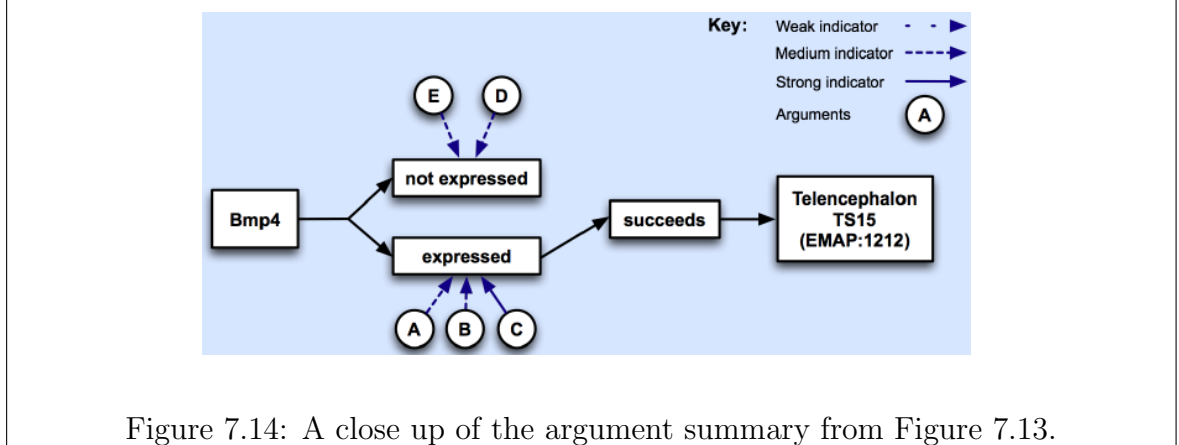 Key: Weak indicator
Medium indicator
Strong indicator
Arguments A
E D
not expressed
Bmp4
expressed
succeeds
Telencephalon
TS15
(EMAP:1212)
A B C
Figure 7.14: A close up of the argument summary from Figure 7.13.